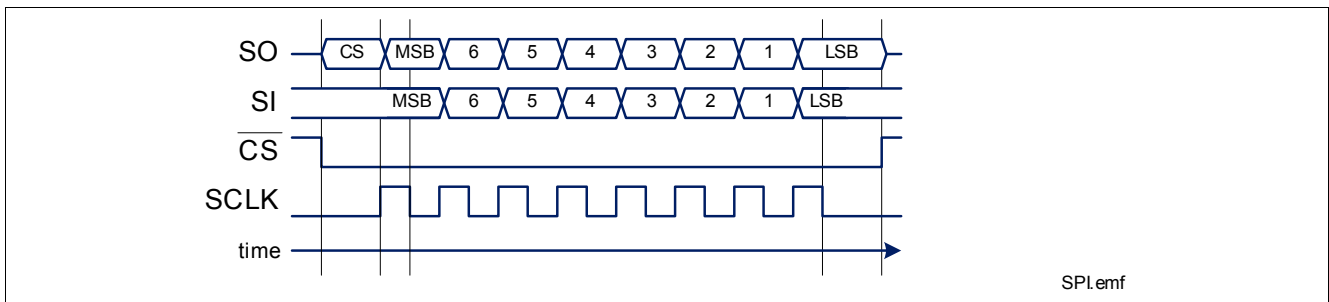 SO CS MSB 6 5 4 3 2 1 LSB
SI MSB 6 5 4 3 2 1 LSB
CS
SCLK
time
SPI.emf